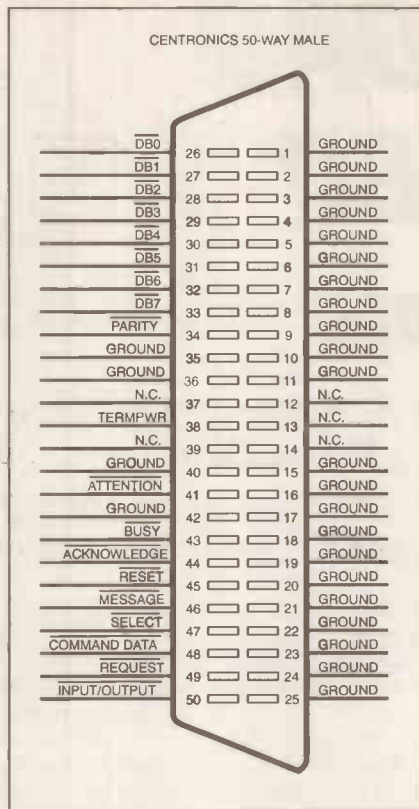 CENTRONICS 50-WAY MALE
DB0 26 1 GROUND
DB1 27 2 GROUND
DB2 28 3 GROUND
DB3 29 4 GROUND
DB4 30 5 GROUND
DB5 31 6 GROUND
DB6 32 7 GROUND
DB7 33 8 GROUND
PARITY 34 9 GROUND
GROUND 35 10 GROUND
GROUND 36 11 GROUND
N.C. 37 12 N.C.
TERMPWR 38 13 N.C.
N.C. 39 14 N.C.
GROUND 40 15 GROUND
ATTENTION 41 16 GROUND
GROUND 42 17 GROUND
BUSY 43 18 GROUND
ACKNOWLEDGE 44 19 GROUND
RESET 45 20 GROUND
MESSAGE 46 21 GROUND
SELECT 47 22 GROUND
COMMAND DATA 48 23 GROUND
REQUEST 49 24 GROUND
INPUT/OUTPUT 50 25 GROUND